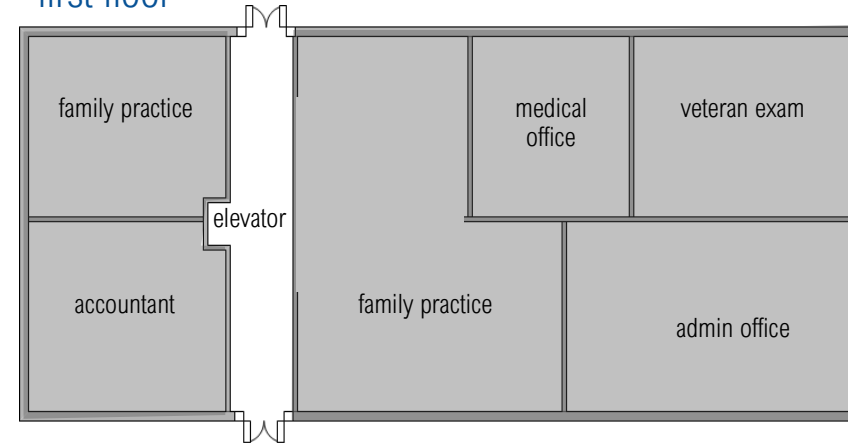 first floor
family practice
medical
office
veteran exam
elevator
accountant
family practice
admin office